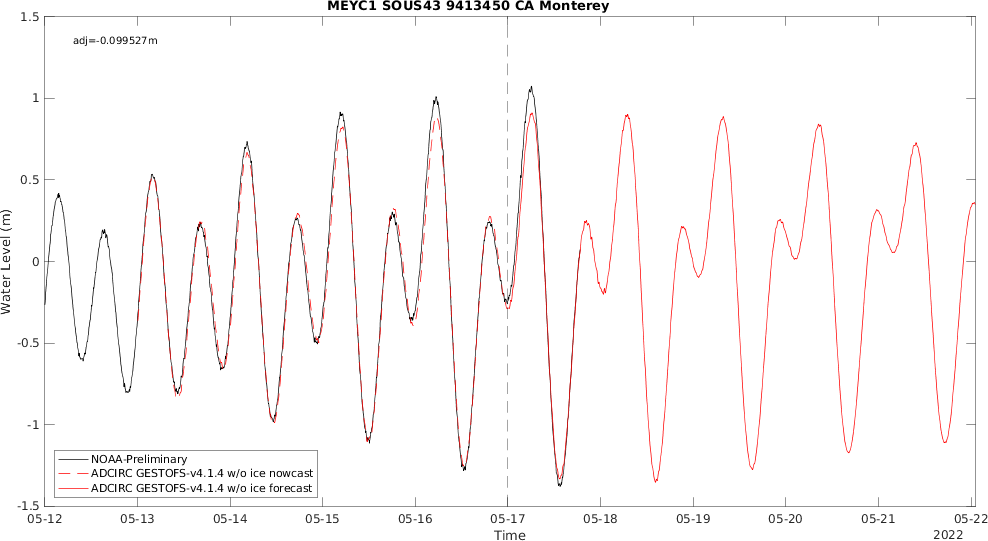 MEYC1 SOUS43 9413450 CA Monterey
adj=-0.099527m
1.5
1
0.5
0
-0.5
-1
-1.5
Water Level (m)
NOAA-Preliminary
ADCIRC GESTOFS-v4.1.4 w/o ice nowcast
ADCIRC GESTOFS-v4.1.4 w/o ice forecast
05-12 05-13 05-14 05-15 05-16 05-17 05-18 05-19 05-20 05-21 05-22
Time
2022